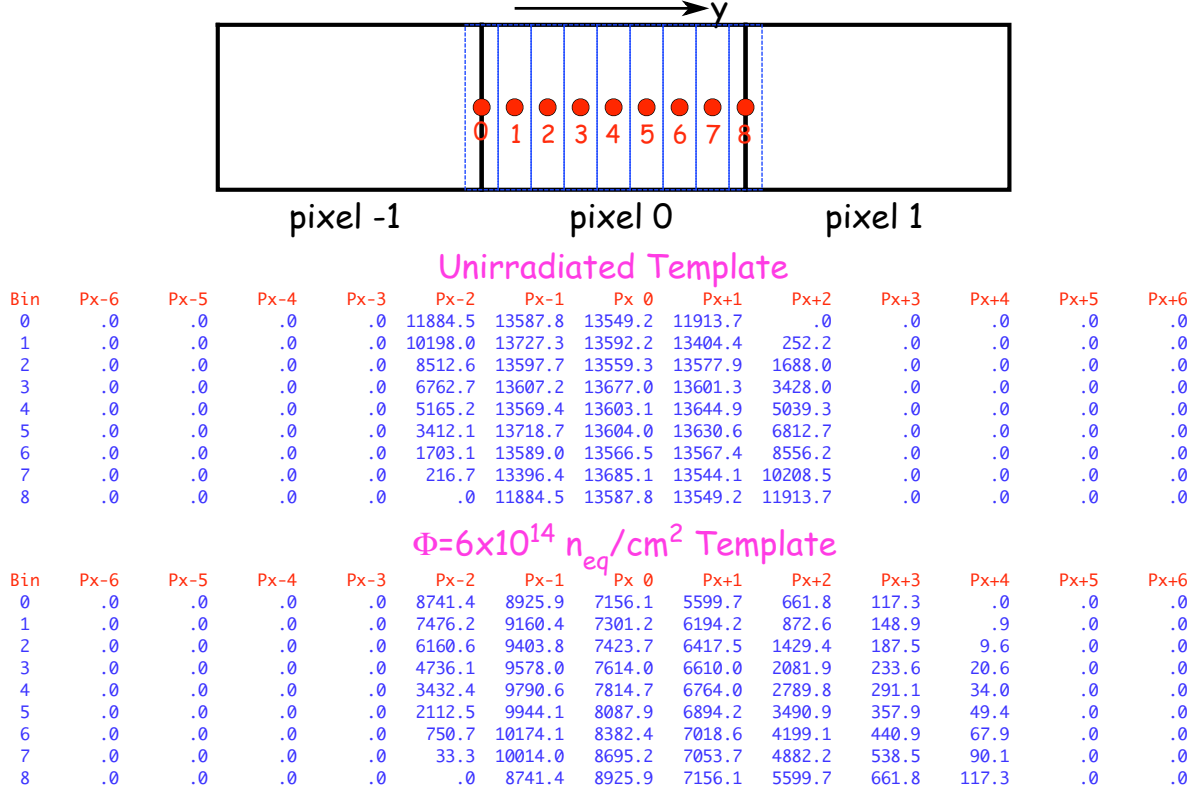 y
0 1 2 3 4 5 6 7 8
pixel -1 pixel 0 pixel 1
Unirradiated Template
Bin Px-6 Px-5 Px-4 Px-3 Px-2 Px-1 Px 0 Px+1 Px+2 Px+3 Px+4 Px+5 Px+6
0 .0 .0 .0 .0 11884.5 13587.8 13549.2 11913.7 .0 .0 .0 .0 .0
1 .0 .0 .0 .0 10198.0 13727.3 13592.2 13404.4 252.2 .0 .0 .0 .0
2 .0 .0 .0 .0 8512.6 13597.7 13559.3 13577.9 1688.0 .0 .0 .0 .0
3 .0 .0 .0 .0 6762.7 13607.2 13677.0 13601.3 3428.0 .0 .0 .0 .0
4 .0 .0 .0 .0 5165.2 13569.4 13603.1 13644.9 5039.3 .0 .0 .0 .0
5 .0 .0 .0 .0 3412.1 13718.7 13604.0 13630.6 6812.7 .0 .0 .0 .0
6 .0 .0 .0 .0 1703.1 13589.0 13566.5 13567.4 8556.2 .0 .0 .0 .0
7 .0 .0 .0 .0 216.7 13396.4 13685.1 13544.1 10208.5 .0 .0 .0 .0
8 .0 .0 .0 .0 .0 11884.5 13587.8 13549.2 11913.7 .0 .0 .0 .0
Φ=6x10¹⁴ n_eq/cm² Template
Bin Px-6 Px-5 Px-4 Px-3 Px-2 Px-1 Px 0 Px+1 Px+2 Px+3 Px+4 Px+5 Px+6
0 .0 .0 .0 .0 8741.4 8925.9 7156.1 5599.7 661.8 117.3 .0 .0 .0
1 .0 .0 .0 .0 7476.2 9160.4 7301.2 6194.2 872.6 148.9 .9 .0 .0
2 .0 .0 .0 .0 6160.6 9403.8 7423.7 6417.5 1429.4 187.5 9.6 .0 .0
3 .0 .0 .0 .0 4736.1 9578.0 7614.0 6610.0 2081.9 233.6 20.6 .0 .0
4 .0 .0 .0 .0 3432.4 9790.6 7814.7 6764.0 2789.8 291.1 34.0 .0 .0
5 .0 .0 .0 .0 2112.5 9944.1 8087.9 6894.2 3490.9 357.9 49.4 .0 .0
6 .0 .0 .0 .0 750.7 10174.1 8382.4 7018.6 4199.1 440.9 67.9 .0 .0
7 .0 .0 .0 .0 33.3 10014.0 8695.2 7053.7 4882.2 538.5 90.1 .0 .0
8 .0 .0 .0 .0 .0 8741.4 8925.9 7156.1 5599.7 661.8 117.3 .0 .0